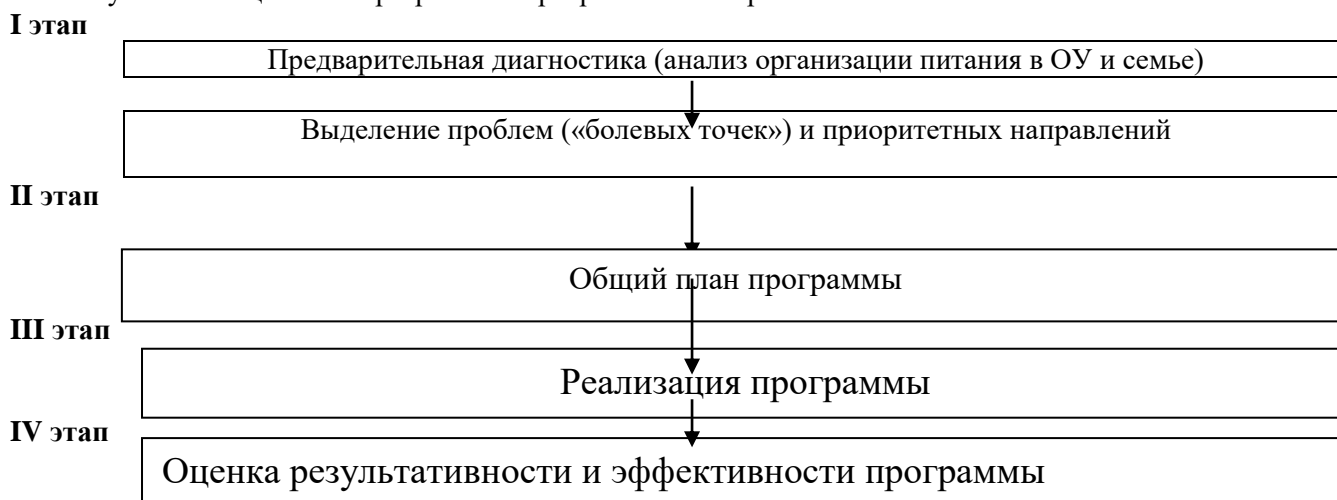 I этап
Предварительная диагностика (анализ организации питания в ОУ и семье)
Выделение проблем («болевых точек») и приоритетных направлений
II этап
Общий план программы
III этап
Реализация программы
IV этап
Оценка результативности и эффективности программы